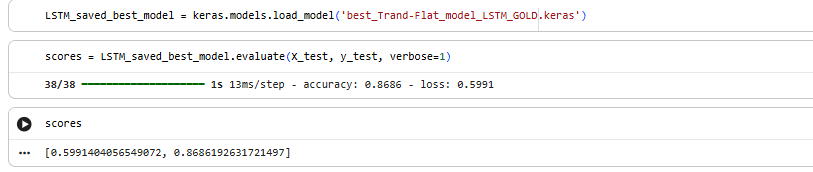 LSTM_saved_best_model = keras.models.load_model('best_Trand-Flat_model_LSTM_GOLD.keras')
scores = LSTM_saved_best_model.evaluate(X_test, y_test, verbose=1)
38/38 ━━━━━━━━━━━━━━━━━━━━ 1s 13ms/step - accuracy: 0.8686 - loss: 0.5991
scores
[0.5991404056549072, 0.8686192631721497]